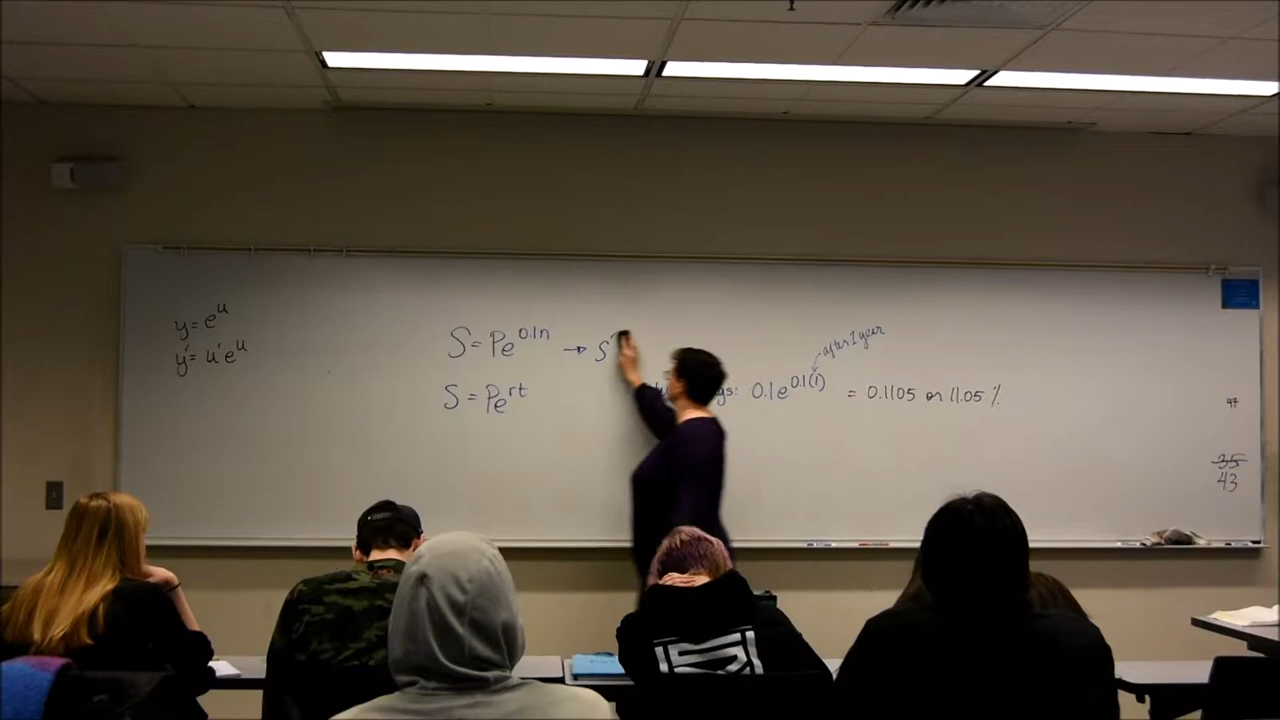 y = e^u
y' = u'e^u
S = Pe^0.1n → S'
S = Pe^rt
after 1 year
gs: 0.1e^0.1(1) = 0.1105 or 11.05 %
47
35
43